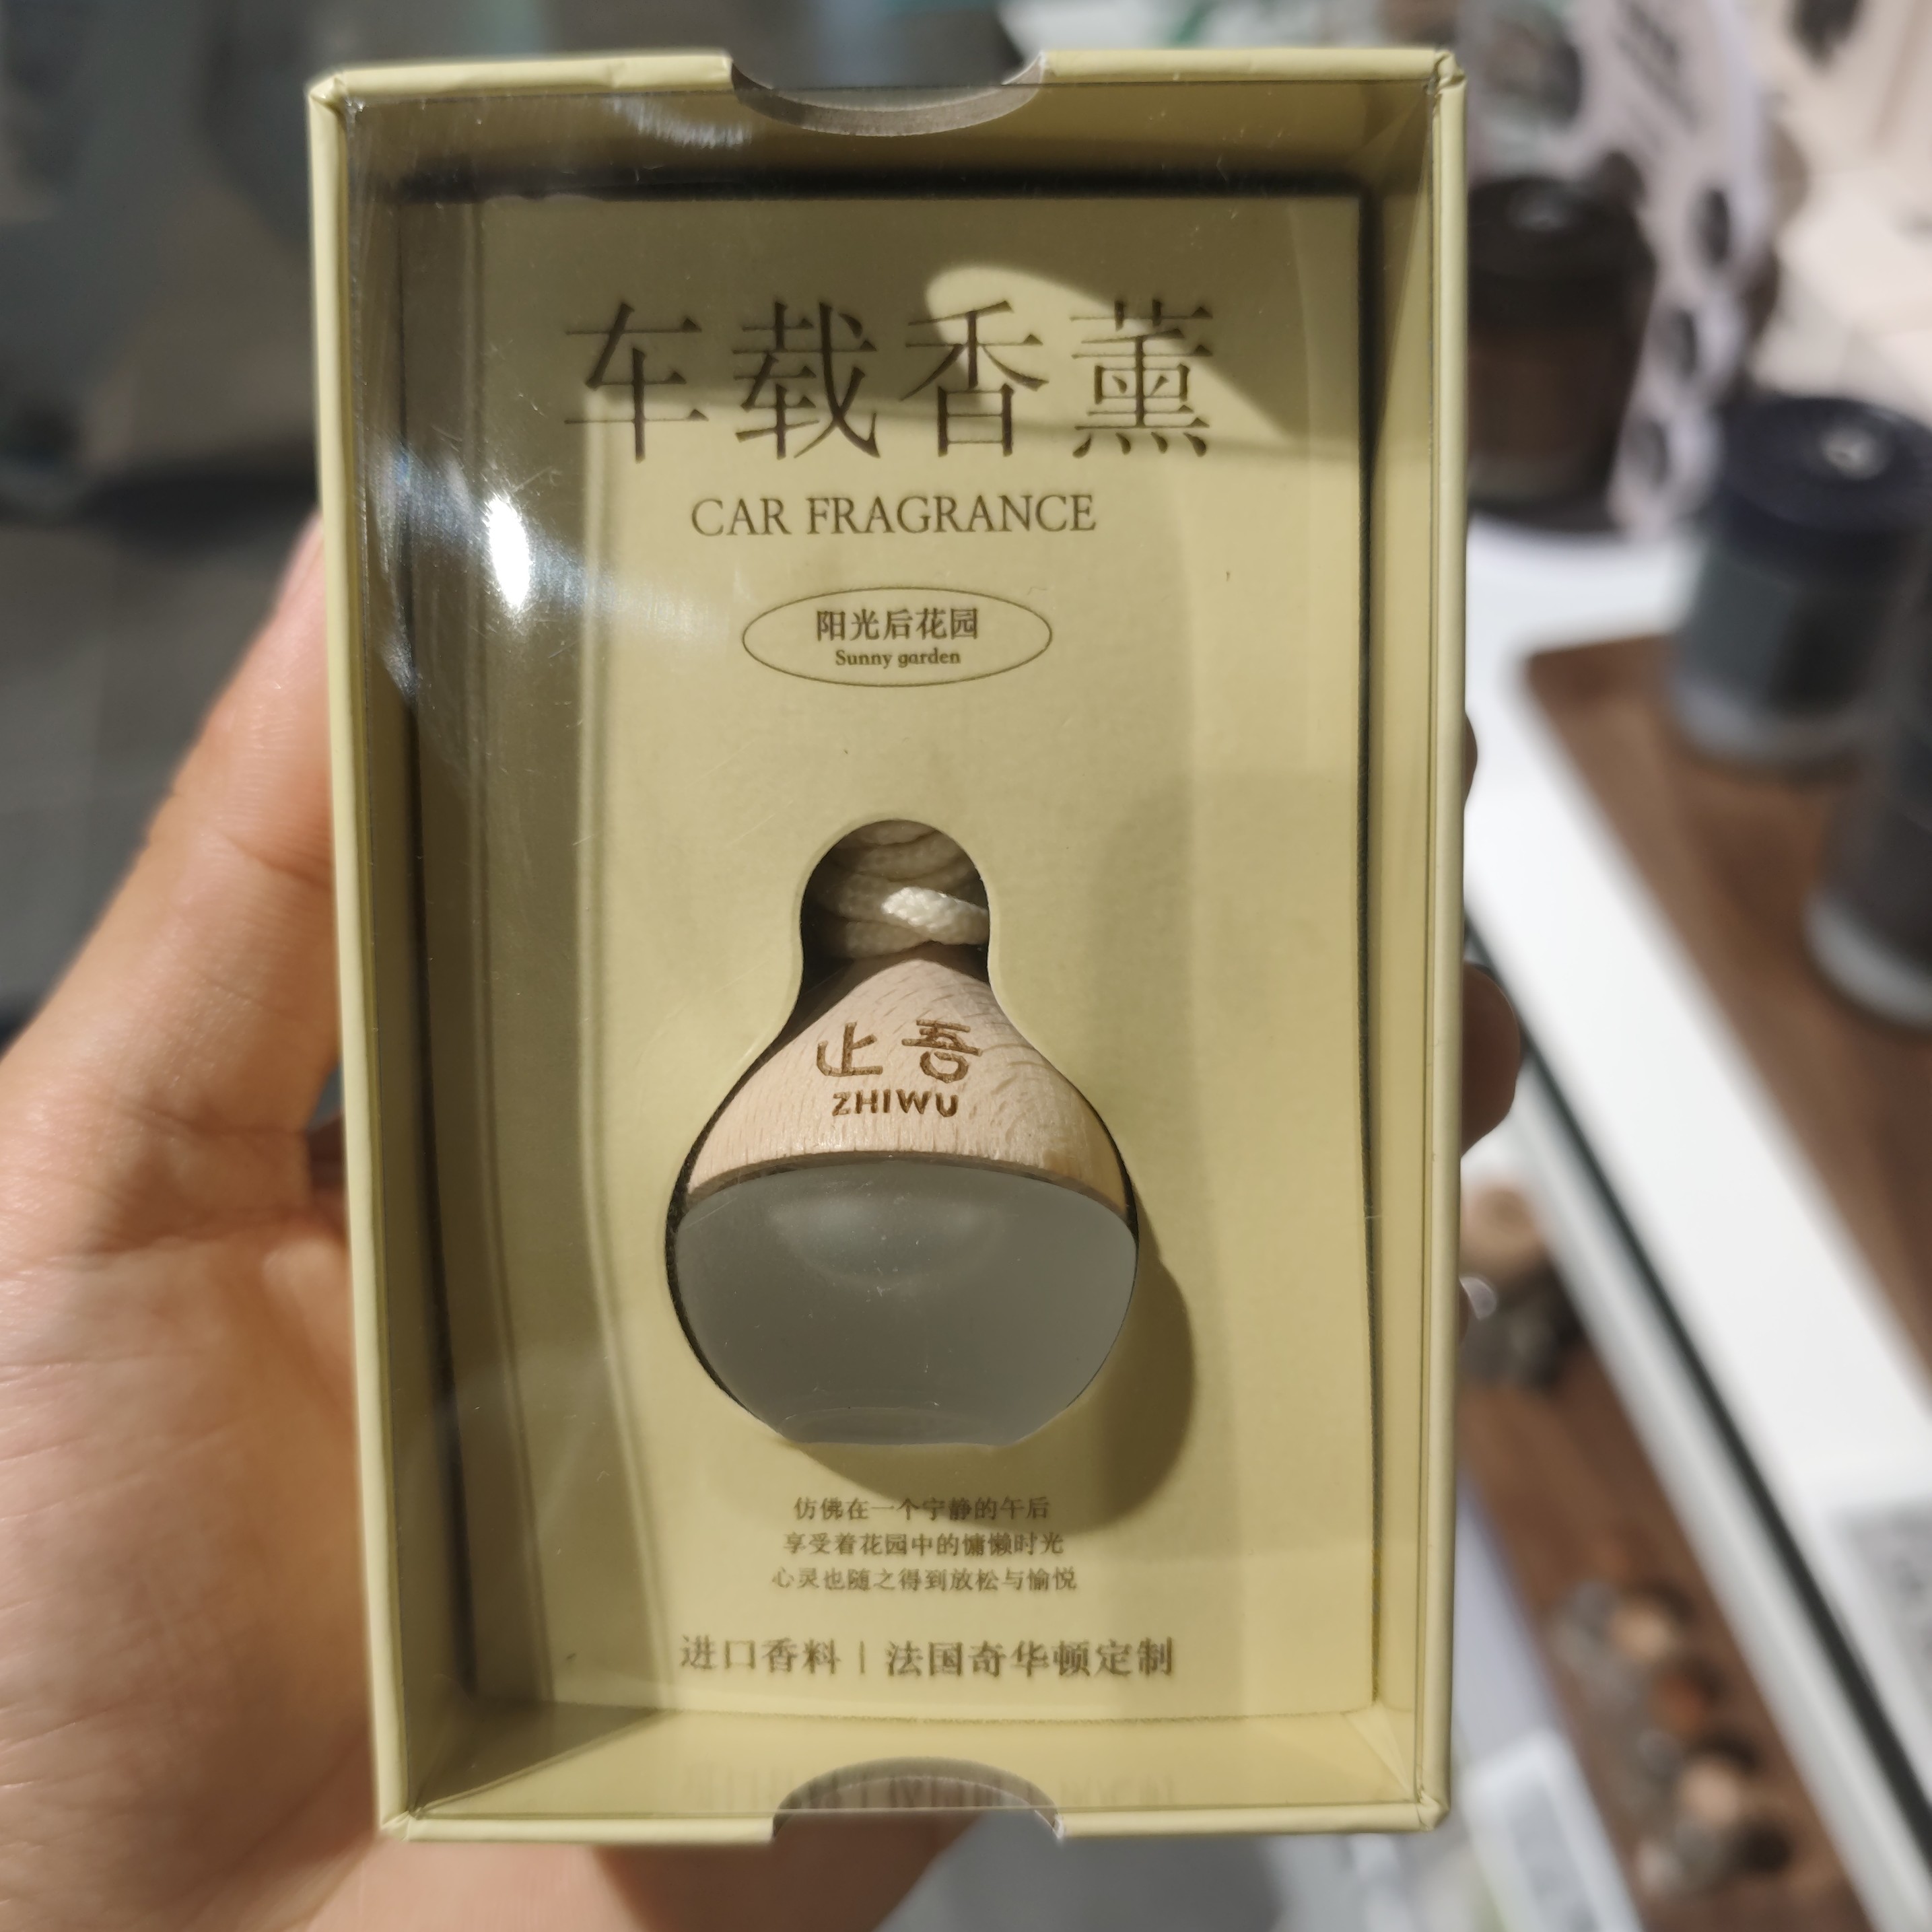 车载香薰
CAR FRAGRANCE
阳光后花园
Sunny garden
止吾
ZHIWU
仿佛在一个宁静的午后
享受着花园中的慵懒时光
心灵也随之得到放松与愉悦
进口香料 | 法国奇华顿定制